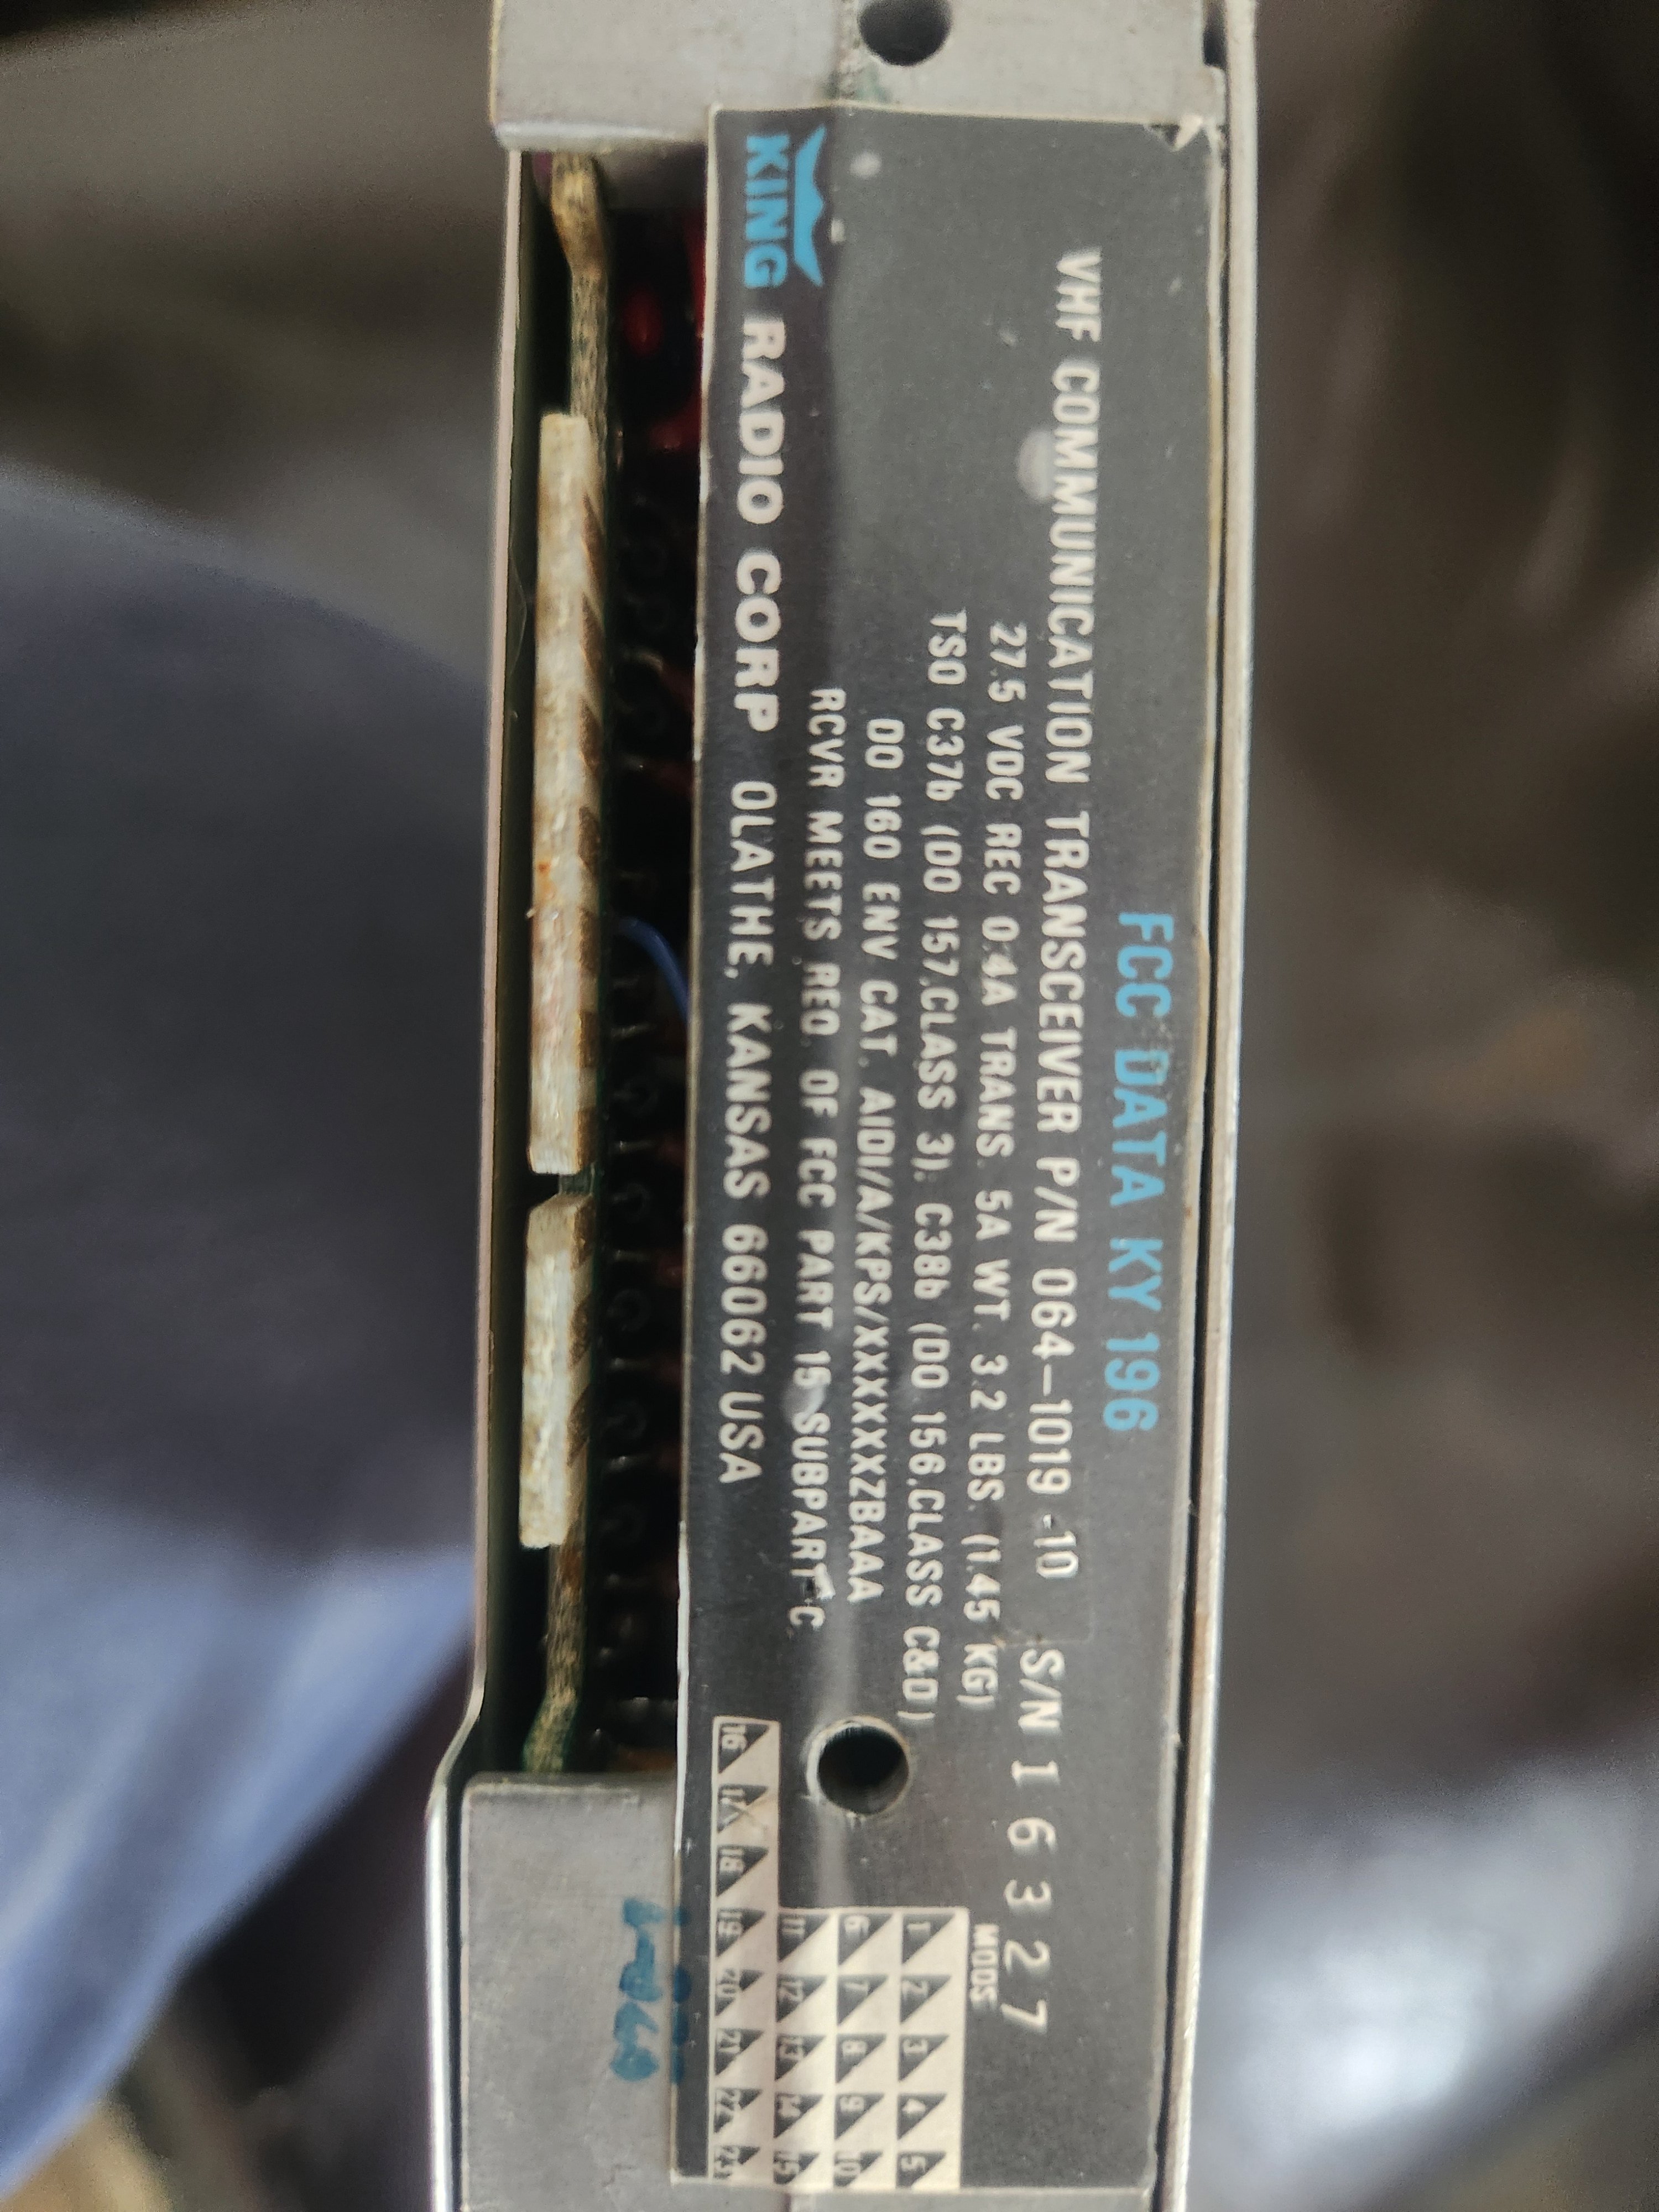 FCC DATA KY 196
VHF COMMUNICATION TRANSCEIVER P/N 064-1019 -10 S/N 16327
27.5 VDC REC 0.4A TRANS. 5A WT. 3.2 LBS. (1.45 KG)
TSO C37b (DO 157,CLASS 3), C38b (DO 156,CLASS C&D)
DO 160 ENV CAT. AIDI/A/KPS/XXXXXXZBAAA
RCVR MEETS REQ. OF FCC PART 15 SUBPART C
KING RADIO CORP OLATHE, KANSAS 66062 USA
MODS
1 2 3 4 5
6 7 8 9 10
11 12 13 14 15
16 17 18 19 20 21 22 23